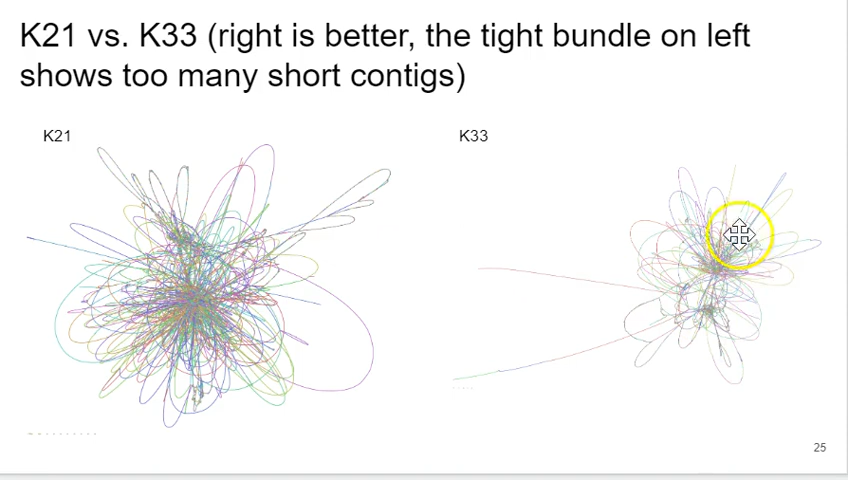 K21 vs. K33 (right is better, the tight bundle on left
shows too many short contigs)
K21
K33
25